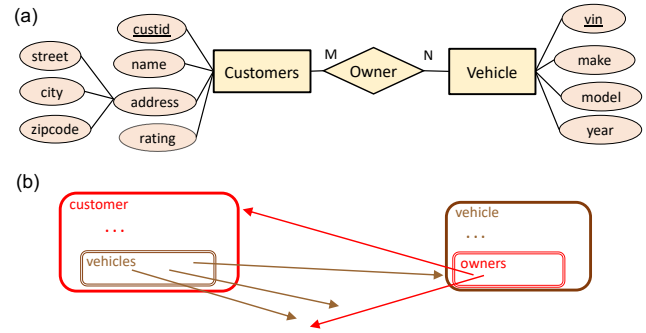 (a)
custid
name
address
rating
street
city
zipcode
Customers
M
Owner
N
Vehicle
vin
make
model
year
(b)
customer
...
vehicles
vehicle
...
owners